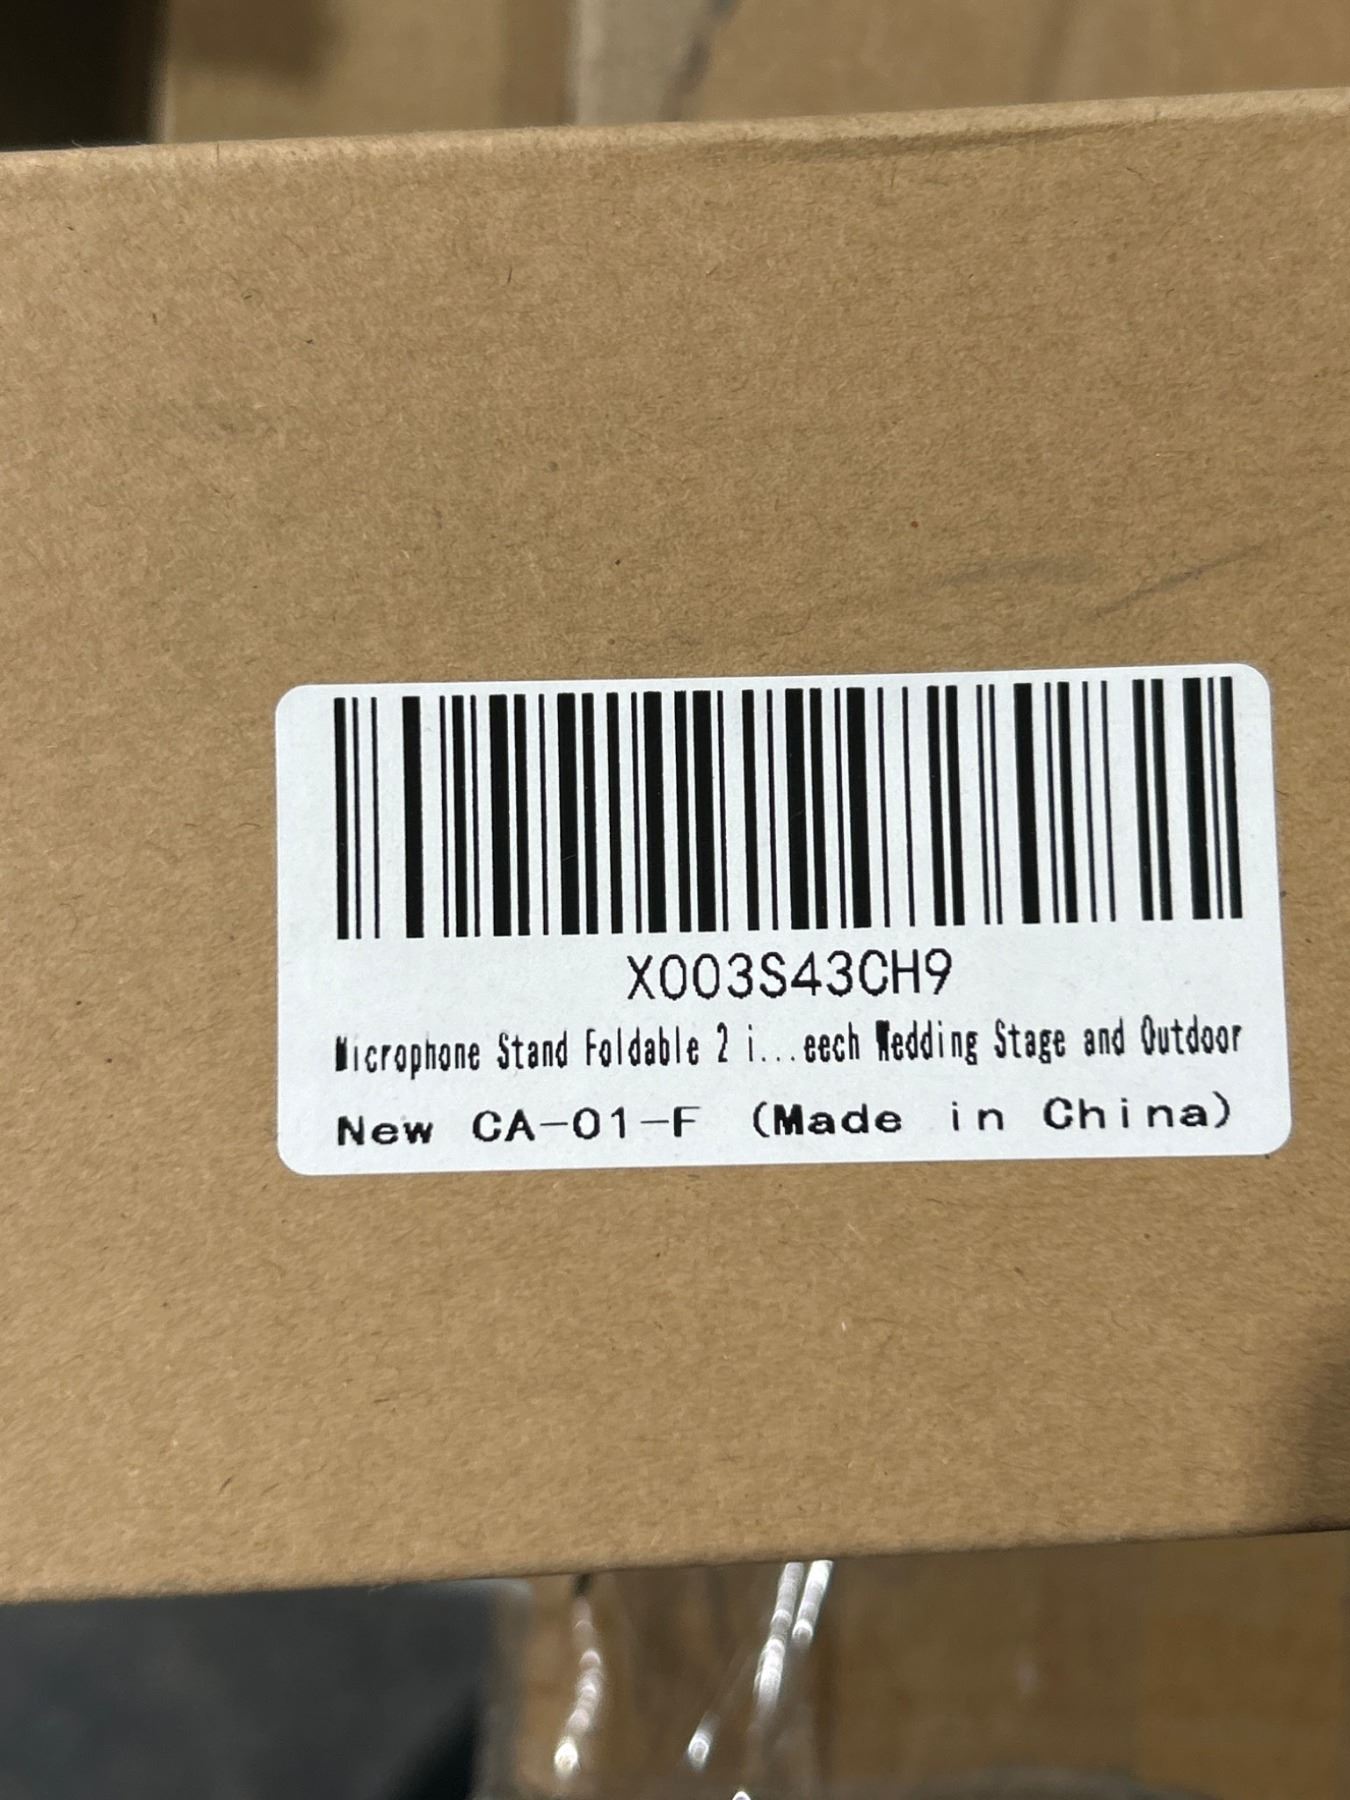 X003S43CH9
Microphone Stand Foldable 2 i...eech Wedding Stage and Outdoor
New CA-01-F (Made in China)